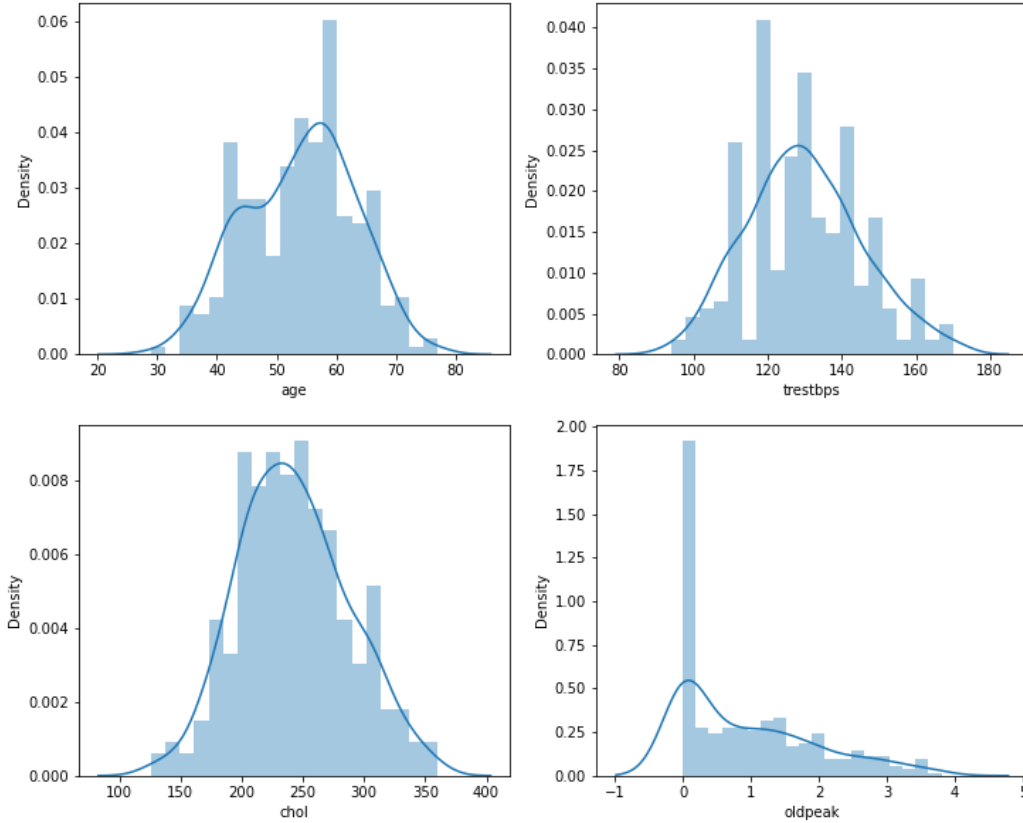 0.06
0.05
0.04
0.03
0.02
0.01
0.00
Density
20 30 40 50 60 70 80
age
0.040
0.035
0.030
0.025
0.020
0.015
0.010
0.005
0.000
Density
80 100 120 140 160 180
trestbps
0.008
0.006
0.004
0.002
0.000
Density
100 150 200 250 300 350 400
chol
2.00
1.75
1.50
1.25
1.00
0.75
0.50
0.25
0.00
Density
−1 0 1 2 3 4 5
oldpeak